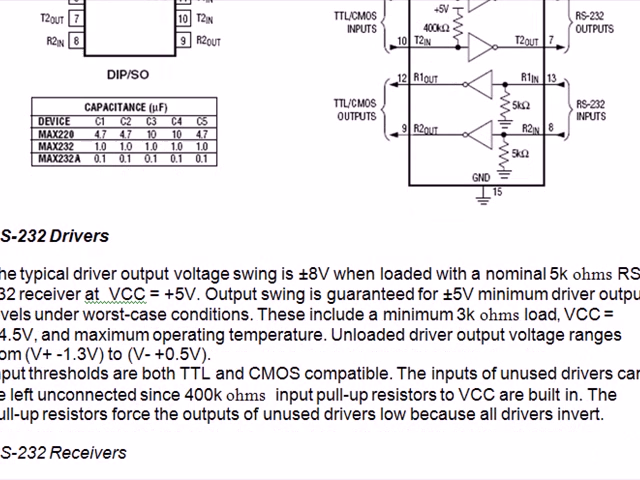 T2OUT 7
10 T2IN
R2IN 8
9 R2OUT
DIP/SO
CAPACITANCE (µF)
DEVICE C1 C2 C3 C4 C5
MAX220 4.7 4.7 10 10 4.7
MAX232 1.0 1.0 1.0 1.0 1.0
MAX232A 0.1 0.1 0.1 0.1 0.1
TTL/CMOS
INPUTS
+5V
400kΩ
10 T2IN
T2OUT 7
RS-232
OUTPUTS
12 R1OUT
R1IN 13
TTL/CMOS
OUTPUTS
5kΩ
RS-232
INPUTS
9 R2OUT
R2IN 8
5kΩ
GND
15
S-232 Drivers
he typical driver output voltage swing is ±8V when loaded with a nominal 5k ohms RS
32 receiver at VCC = +5V. Output swing is guaranteed for ±5V minimum driver outpu
evels under worst-case conditions. These include a minimum 3k ohms load, VCC =
4.5V, and maximum operating temperature. Unloaded driver output voltage ranges
om (V+ -1.3V) to (V- +0.5V).
nput thresholds are both TTL and CMOS compatible. The inputs of unused drivers can
e left unconnected since 400k ohms input pull-up resistors to VCC are built in. The
ull-up resistors force the outputs of unused drivers low because all drivers invert.
S-232 Receivers